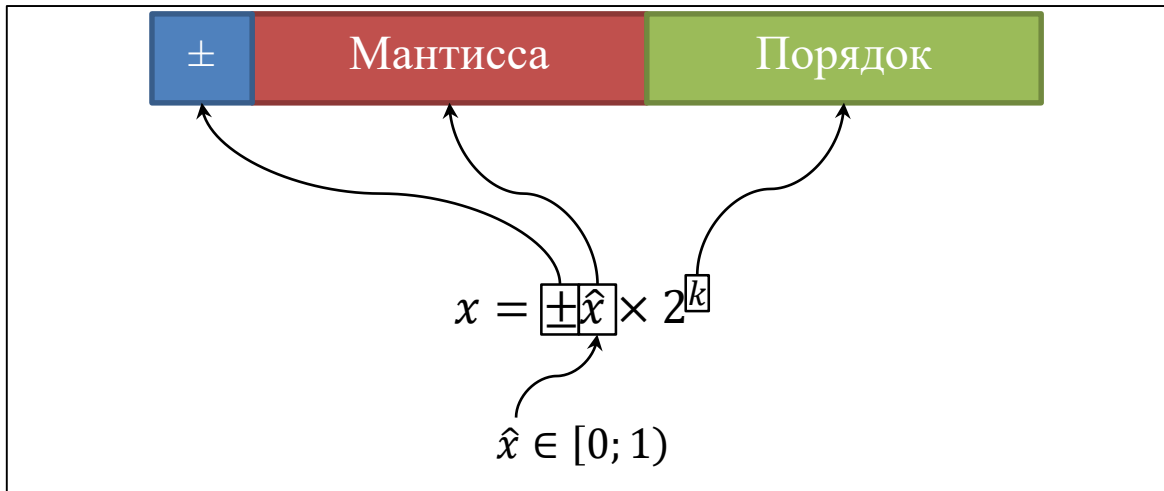 ± Мантисса Порядок
x = ±x̂ × 2^k
x̂ ∈ [0; 1)